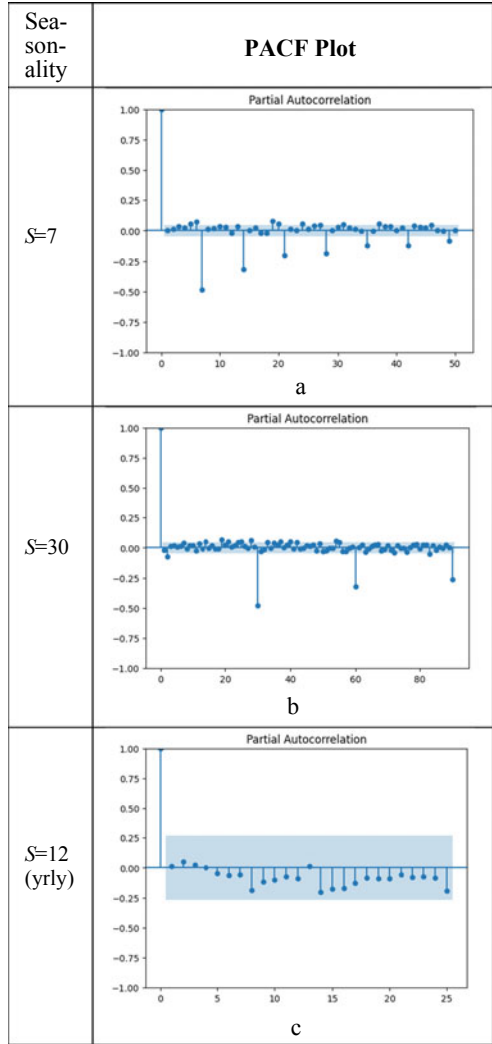 Sea-
son-
ality
PACF Plot
S=7
Partial Autocorrelation
1.00
0.75
0.50
0.25
0.00
−0.25
−0.50
−0.75
−1.00
0 10 20 30 40 50
a
S=30
Partial Autocorrelation
1.00
0.75
0.50
0.25
0.00
−0.25
−0.50
−0.75
−1.00
0 20 40 60 80
b
S=12
(yrly)
Partial Autocorrelation
1.00
0.75
0.50
0.25
0.00
−0.25
−0.50
−0.75
−1.00
0 5 10 15 20 25
c